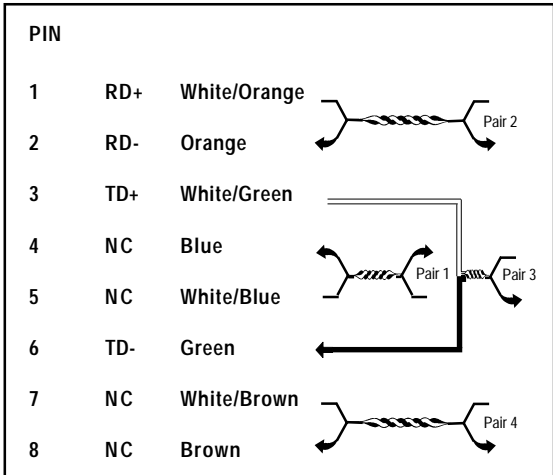 PIN
1 RD+ White/Orange
Pair 2
2 RD- Orange
3 TD+ White/Green
4 NC Blue
Pair 1 Pair 3
5 NC White/Blue
6 TD- Green
7 NC White/Brown
Pair 4
8 NC Brown